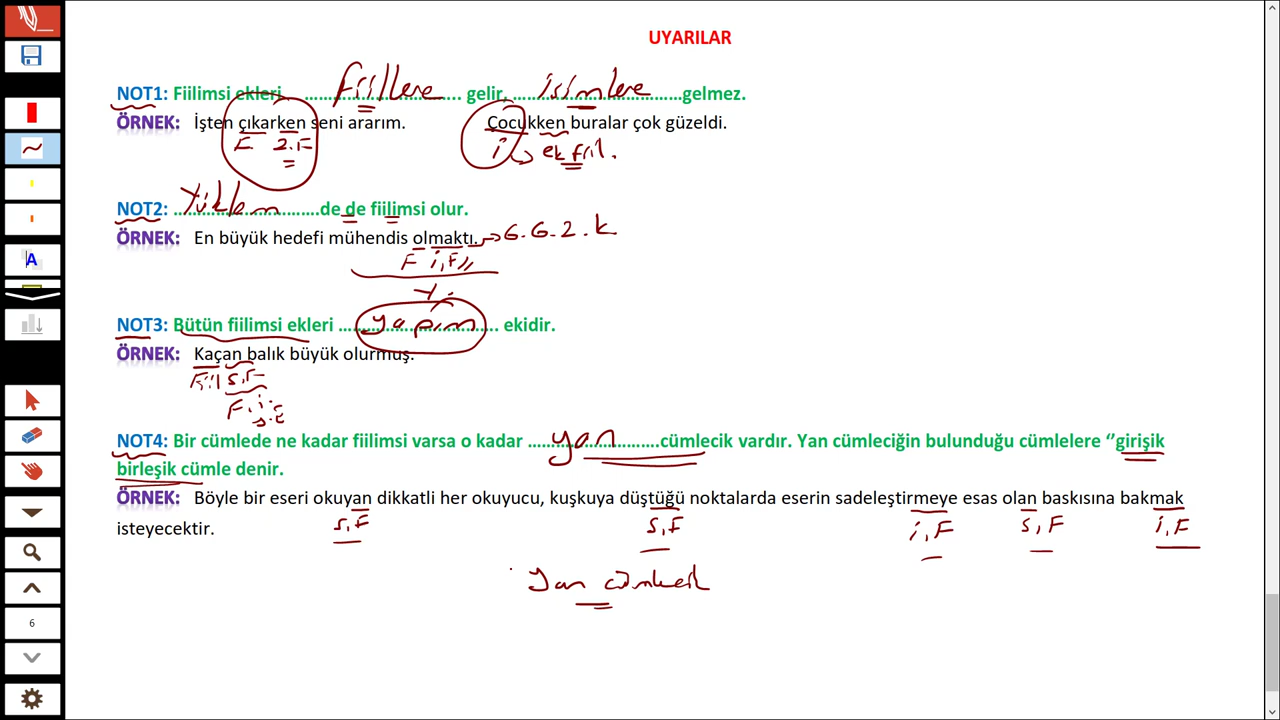 UYARILAR
NOT1: Fiilimsi ekleri fiillere gelir, isimlere gelmez.
ÖRNEK: İşten çıkarken seni ararım. Çocukken buralar çok güzeldi.
F Z.F i ek fiil.
NOT2: Yüklem de de fiilimsi olur.
ÖRNEK: En büyük hedefi mühendis olmaktı. G.G.Z.K
F i.F
Y.
NOT3: Bütün fiilimsi ekleri yapım ekidir.
ÖRNEK: Kaçan balık büyük olurmuş.
Fiil S.F
F.i.
Y.E
NOT4: Bir cümlede ne kadar fiilimsi varsa o kadar yan cümlecik vardır. Yan cümleciğin bulunduğu cümlelere ‘’girişik
birleşik cümle denir.
ÖRNEK: Böyle bir eseri okuyan dikkatli her okuyucu, kuşkuya düştüğü noktalarda eserin sadeleştirmeye esas olan baskısına bakmak
isteyecektir.
S.F S.F i.F S.F i.F
Yan cümlecik
A
6